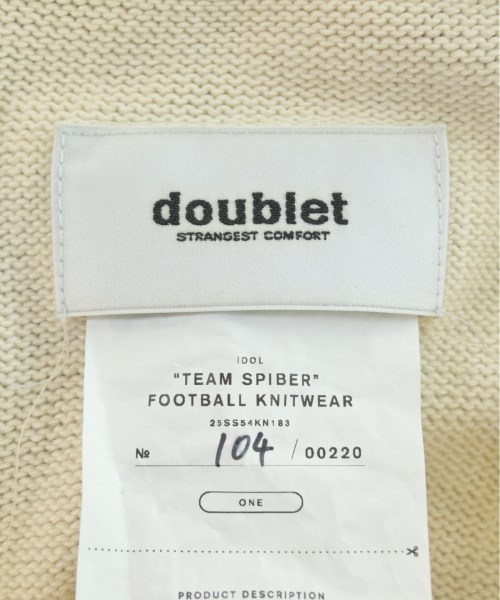 doublet
STRANGEST COMFORT
IDOL
"TEAM SPIBER"
FOOTBALL KNITWEAR
25SS54KN183
№ 104 / 00220
ONE
PRODUCT DESCRIPTION